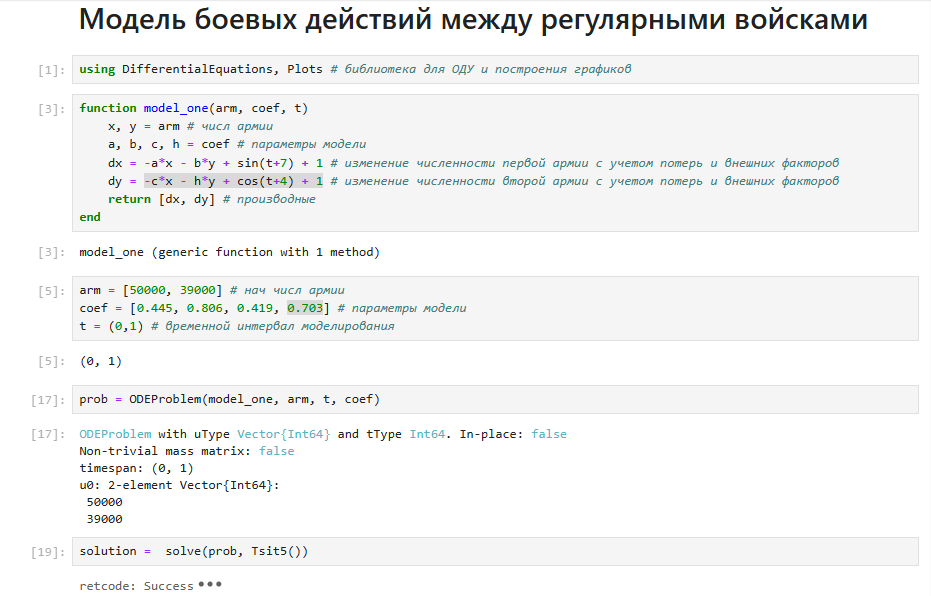 Модель боевых действий между регулярными войсками
[1]: using DifferentialEquations, Plots # библиотека для ОДУ и построения графиков
[3]: function model_one(arm, coef, t)
x, y = arm # числ армии
a, b, c, h = coef # параметры модели
dx = -a*x - b*y + sin(t+7) + 1 # изменение численности первой армии с учетом потерь и внешних факторов
dy = -c*x - h*y + cos(t+4) + 1 # изменение численности второй армии с учетом потерь и внешних факторов
return [dx, dy] # производные
end
[3]: model_one (generic function with 1 method)
[5]: arm = [50000, 39000] # нач числ армии
coef = [0.445, 0.806, 0.419, 0.703] # параметры модели
t = (0,1) # временной интервал моделирования
[5]: (0, 1)
[17]: prob = ODEProblem(model_one, arm, t, coef)
[17]: ODEProblem with uType Vector{Int64} and tType Int64. In-place: false
Non-trivial mass matrix: false
timespan: (0, 1)
u0: 2-element Vector{Int64}:
50000
39000
[19]: solution =  solve(prob, Tsit5())
retcode: Success •••